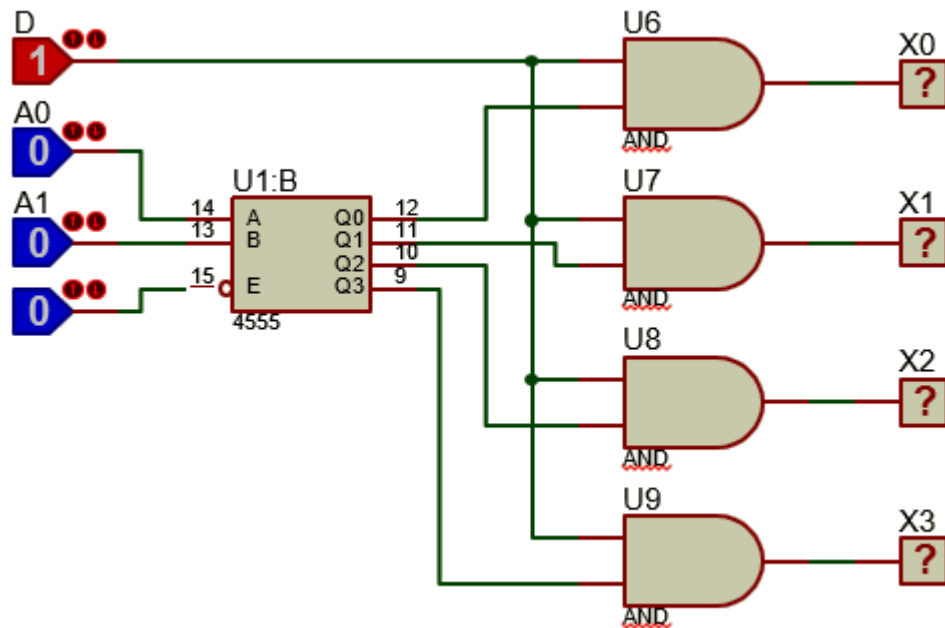 D
1
A0
0
A1
0
0
U1:B
14
13
15
A
B
E
Q0
Q1
Q2
Q3
12
11
10
9
4555
U6
AND
U7
AND
U8
AND
U9
AND
X0
?
X1
?
X2
?
X3
?